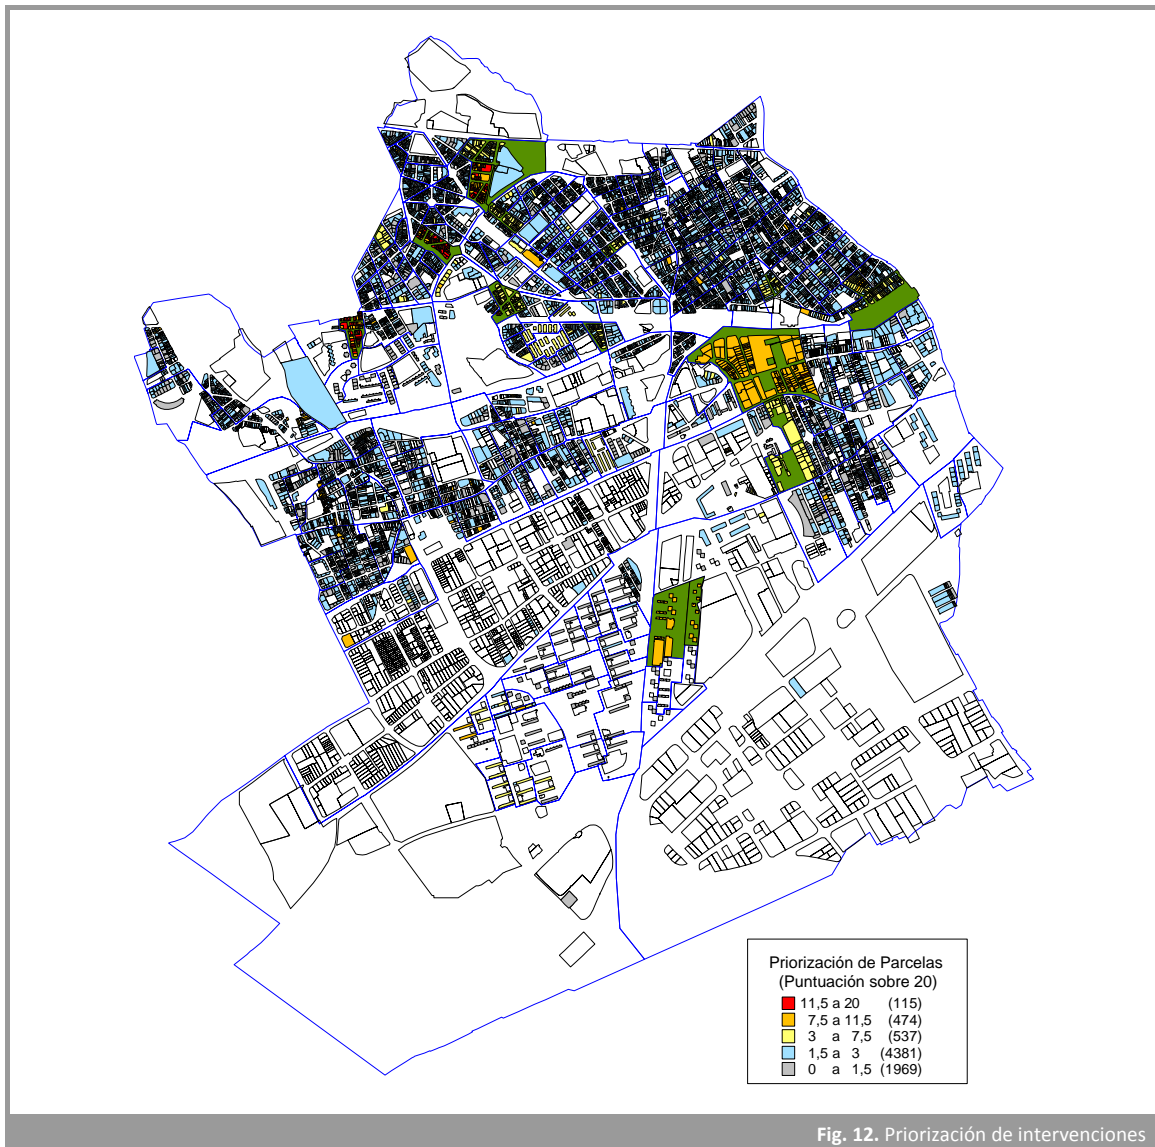 Priorización de Parcelas
(Puntuación sobre 20)
11,5 a 20 (115)
7,5 a 11,5 (474)
3 a 7,5 (537)
1,5 a 3 (4381)
0 a 1,5 (1969)
Fig. 12. Priorización de intervenciones